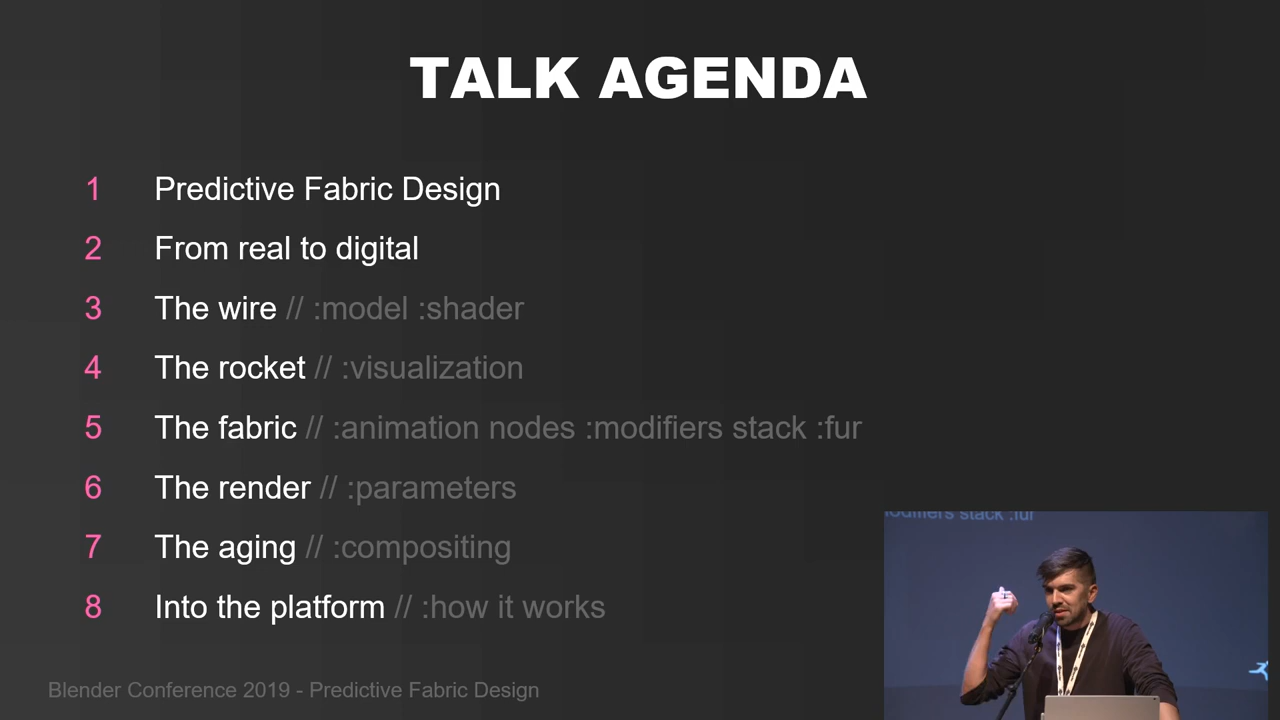 TALK AGENDA
1 Predictive Fabric Design
2 From real to digital
3 The wire // :model :shader
4 The rocket // :visualization
5 The fabric // :animation nodes :modifiers stack :fur
6 The render // :parameters
7 The aging // :compositing
8 Into the platform // :how it works
stack :fur
Blender Conference 2019 - Predictive Fabric Design